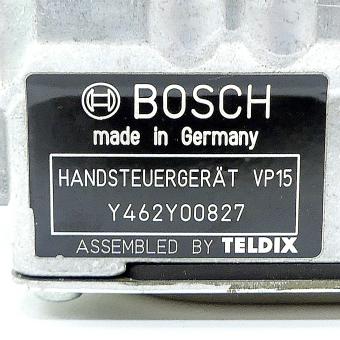 BOSCH
made in Germany
HANDSTEUERGERÄT VP15
Y462Y00827
ASSEMBLED BY TELDIX